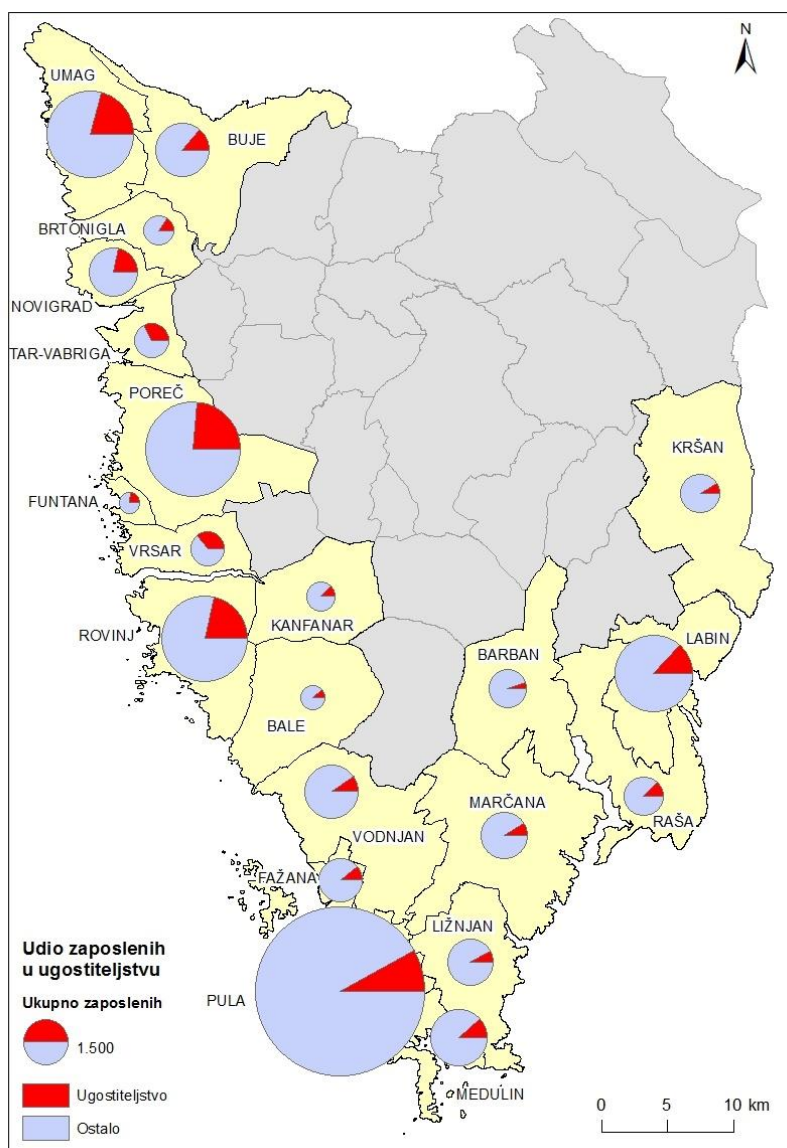 N
UMAG
BUJE
BRTONIGLA
NOVIGRAD
TAR-VABRIGA
POREČ
KRŠAN
FUNTANA
VRSAR
ROVINJ
KANFANAR
LABIN
BARBAN
BALE
MARČANA
RAŠA
VODNJAN
FAŽANA
LIŽNJAN
PULA
MEDULIN
Udio zaposlenih
u ugostiteljstvu
Ukupno zaposlenih
1.500
Ugostiteljstvo
Ostalo
0 5 10 km